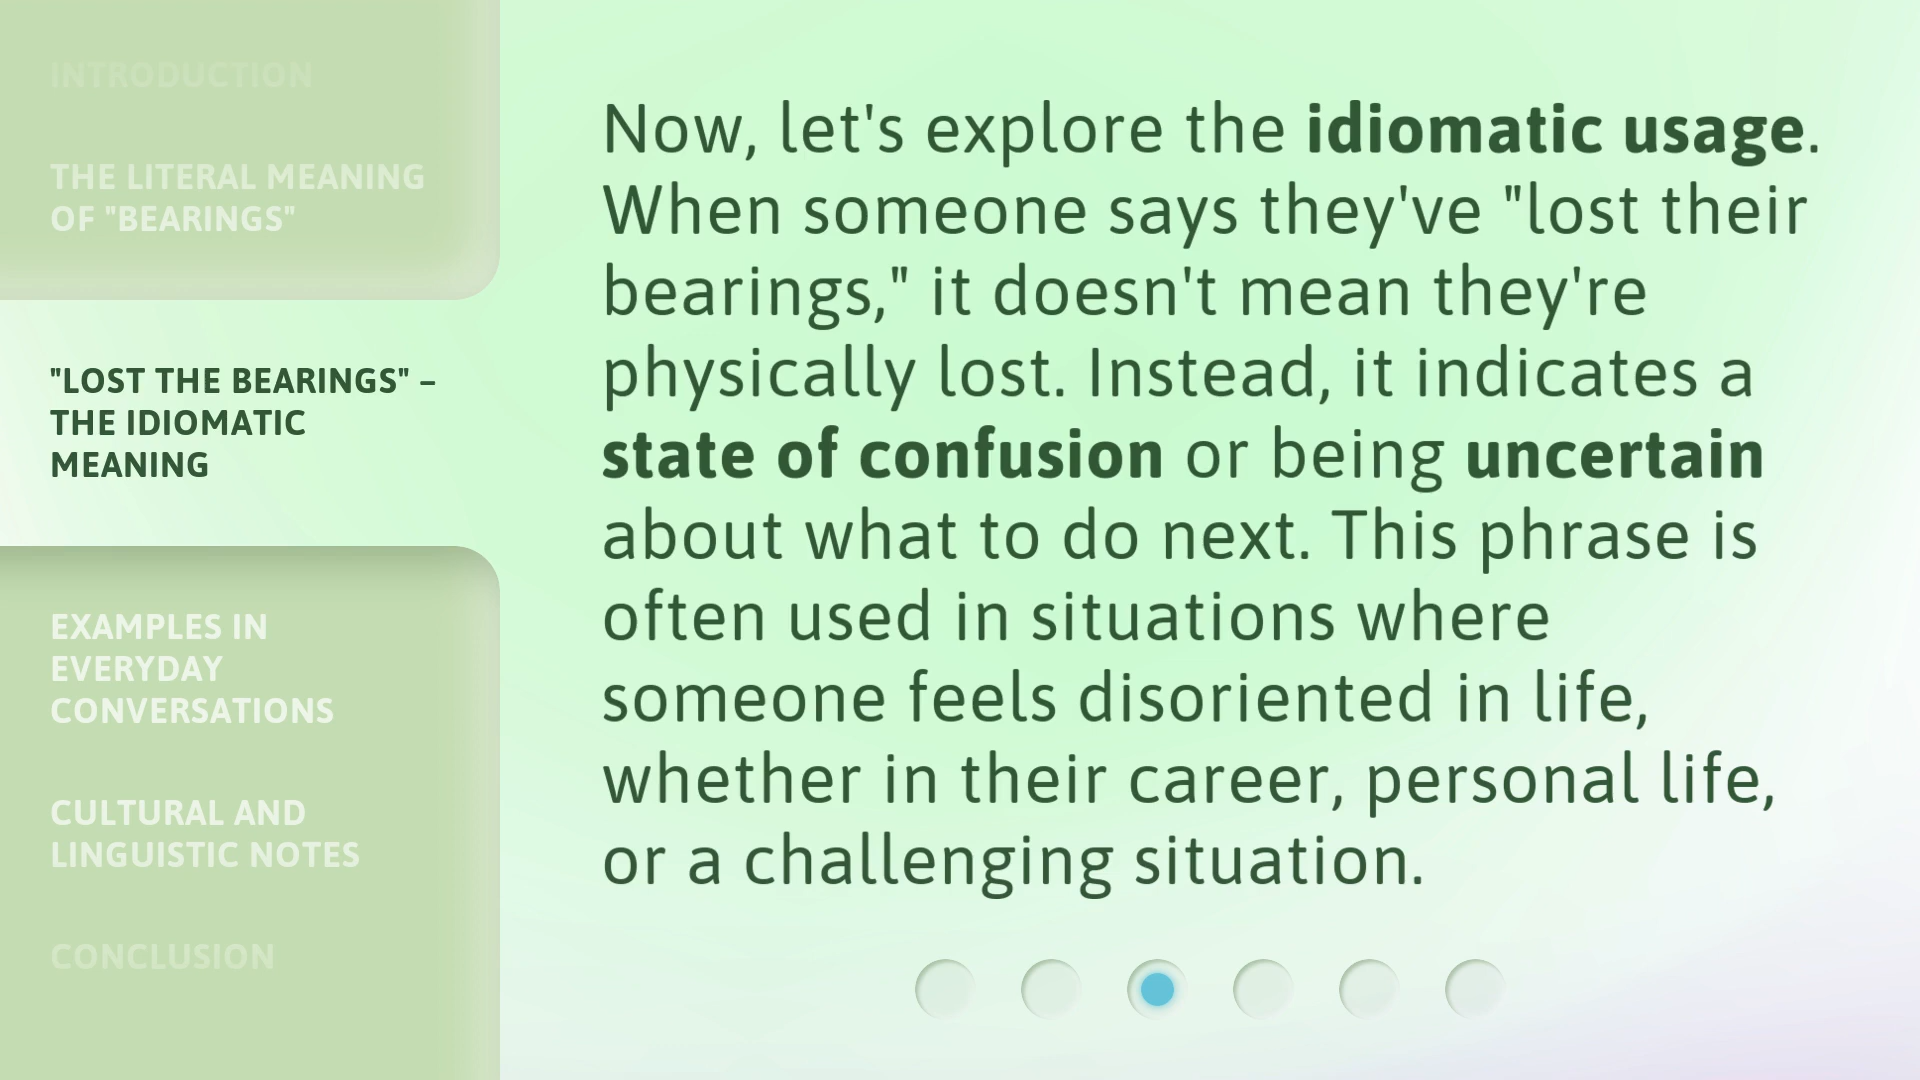 INTRODUCTION
THE LITERAL MEANING
OF "BEARINGS"
"LOST THE BEARINGS" –
THE IDIOMATIC
MEANING
EXAMPLES IN
EVERYDAY
CONVERSATIONS
CULTURAL AND
LINGUISTIC NOTES
CONCLUSION
Now, let's explore the idiomatic usage.
When someone says they've "lost their
bearings," it doesn't mean they're
physically lost. Instead, it indicates a
state of confusion or being uncertain
about what to do next. This phrase is
often used in situations where
someone feels disoriented in life,
whether in their career, personal life,
or a challenging situation.